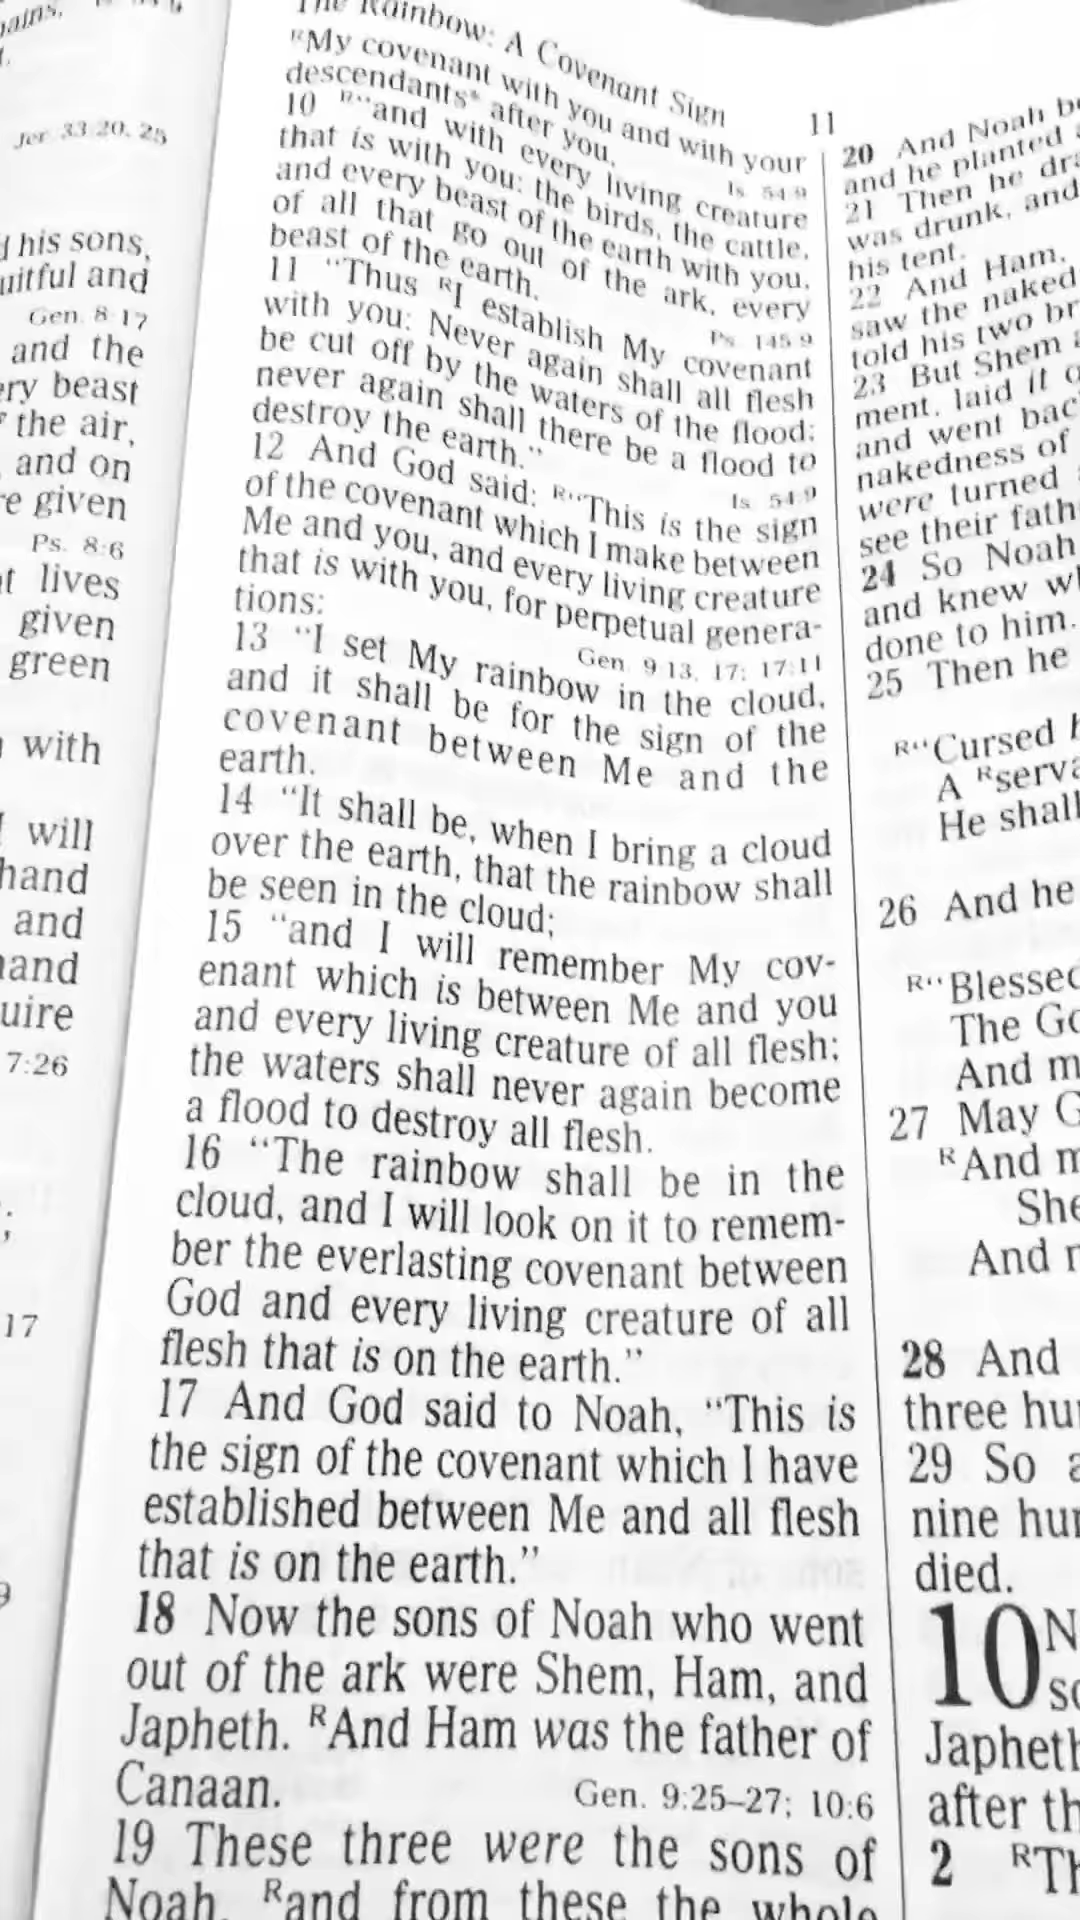 Jer. 33:20, 25
his sons,
and
Gen. 8:17
and the
beast
the air,
and on
given
Ps. 8:6
lives
given
green
with
will
hand
and
7:26
17
The Rainbow: A Covenant Sign
11
"My covenant with you and with your
descendants* after you,
Is. 54:9
10 R"and with every living creature
that is with you: the birds, the cattle,
and every beast of the earth with you,
of all that go out of the ark, every
beast of the earth.
Ps. 145:9
11 "Thus RI establish My covenant
with you: Never again shall all flesh
be cut off by the waters of the flood;
never again shall there be a flood to
destroy the earth."
Is. 54:9
12 And God said: R"This is the sign
of the covenant which I make between
Me and you, and every living creature
that is with you, for perpetual genera-
tions:
Gen. 9:13, 17; 17:11
13 "I set My rainbow in the cloud,
and it shall be for the sign of the
covenant between Me and the
earth.
14 "It shall be, when I bring a cloud
over the earth, that the rainbow shall
be seen in the cloud;
15 "and I will remember My cov-
enant which is between Me and you
and every living creature of all flesh;
the waters shall never again become
a flood to destroy all flesh.
16 "The rainbow shall be in the
cloud, and I will look on it to remem-
ber the everlasting covenant between
God and every living creature of all
flesh that is on the earth."
17 And God said to Noah, "This is
the sign of the covenant which I have
established between Me and all flesh
that is on the earth."
18 Now the sons of Noah who went
out of the ark were Shem, Ham, and
Japheth. RAnd Ham was the father of
Canaan. Gen. 9:25–27; 10:6
19 These three were the sons of
Noah, Rand from these the whole
20 And Noah
and he planted
21 Then he
was drunk, and
his tent.
22 And Ham,
saw the
told his two
23 But Shem
ment, laid it
and went
nakedness of
were turned
see their
24 So Noah
and knew
done to him.
25 Then he
R"Cursed
A R
He shall
26 And he
R"
The
And
27 May
RAnd
And
28 And
three
29 So
nine
died.
10
Japheth
after
2